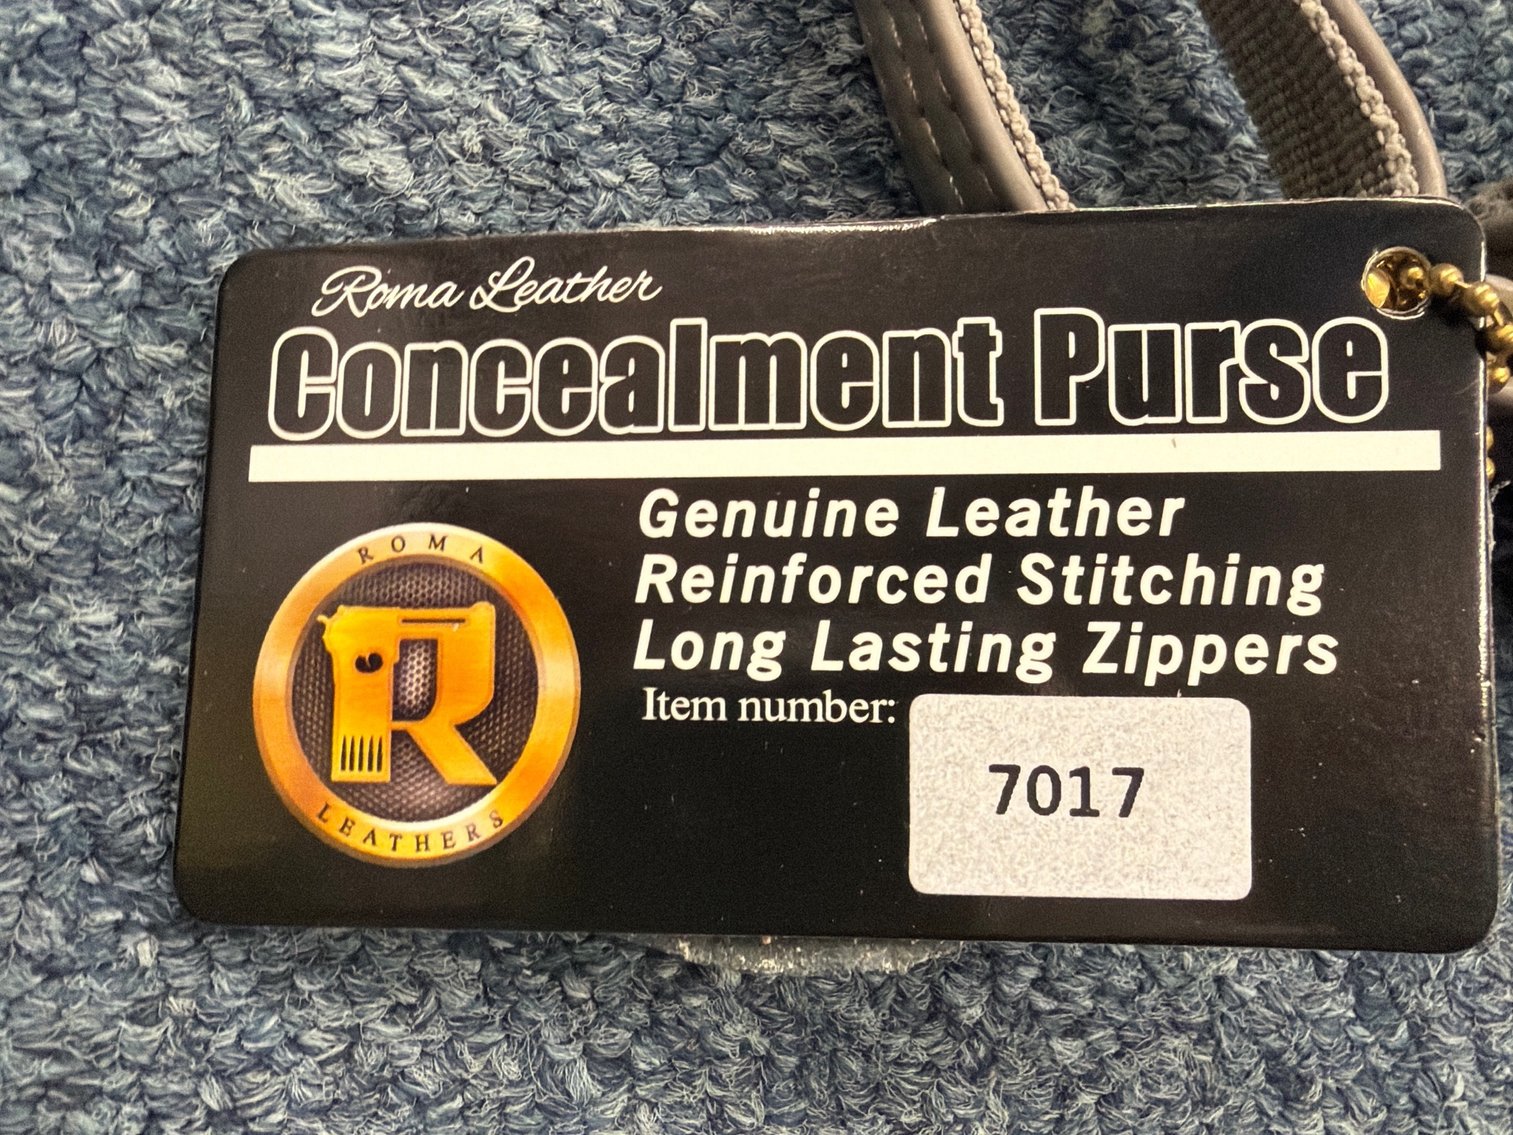 Roma Leather
Concealment Purse
Genuine Leather
Reinforced Stitching
Long Lasting Zippers
Item number:
7017
ROMA
R
LEATHERS